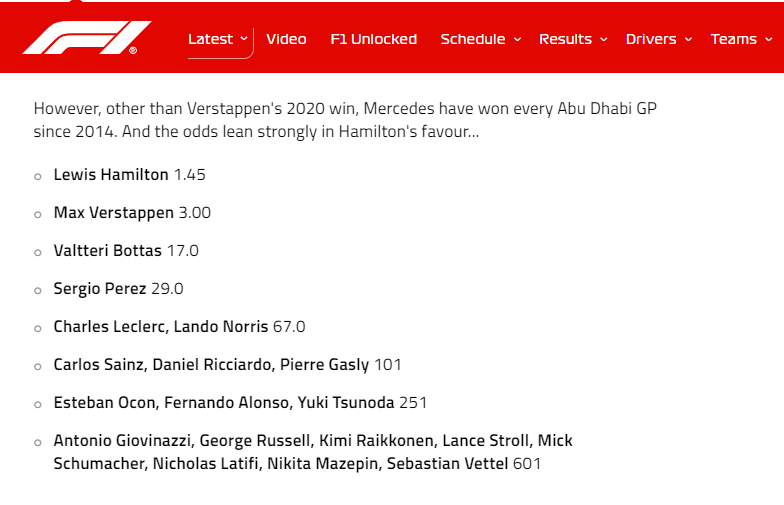 F1®
Latest Video F1 Unlocked Schedule Results Drivers Teams
However, other than Verstappen's 2020 win, Mercedes have won every Abu Dhabi GP
since 2014. And the odds lean strongly in Hamilton's favour...
Lewis Hamilton 1.45
Max Verstappen 3.00
Valtteri Bottas 17.0
Sergio Perez 29.0
Charles Leclerc, Lando Norris 67.0
Carlos Sainz, Daniel Ricciardo, Pierre Gasly 101
Esteban Ocon, Fernando Alonso, Yuki Tsunoda 251
Antonio Giovinazzi, George Russell, Kimi Raikkonen, Lance Stroll, Mick
Schumacher, Nicholas Latifi, Nikita Mazepin, Sebastian Vettel 601